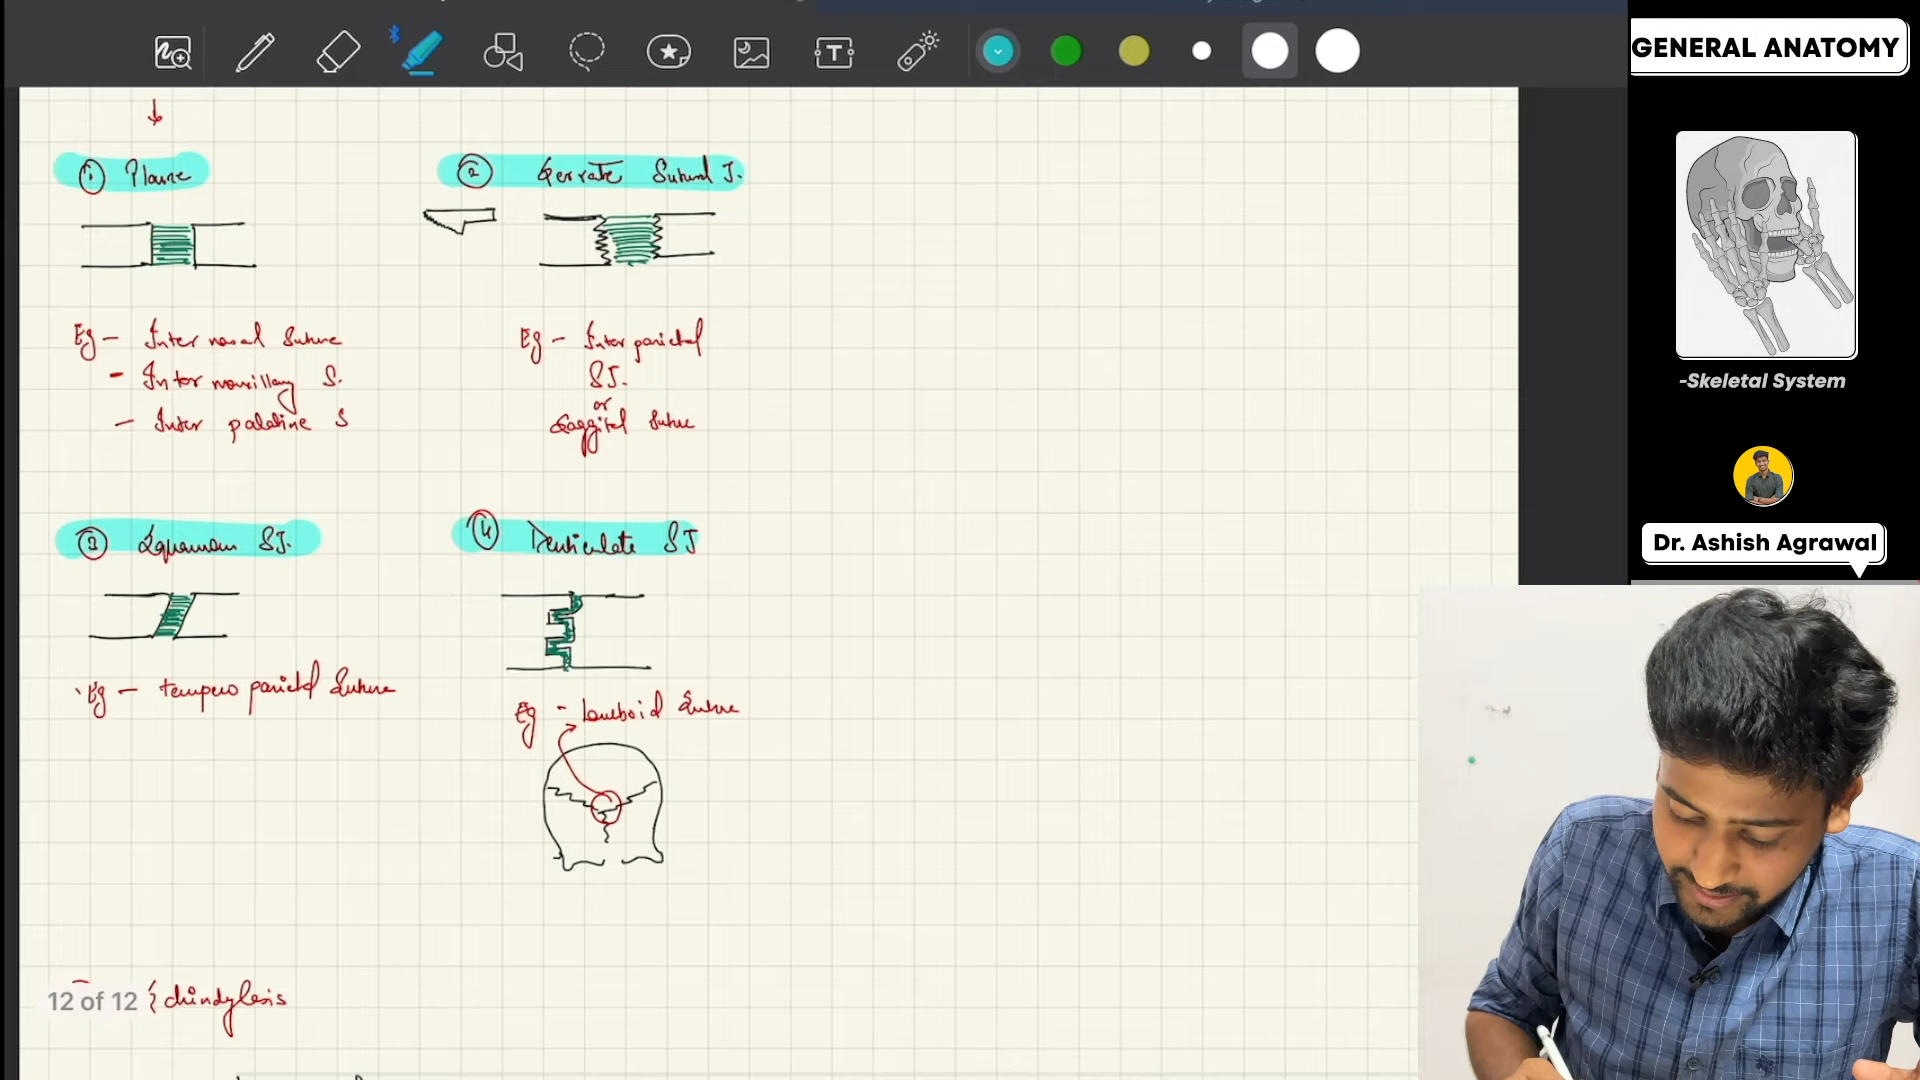 GENERAL ANATOMY
① Plane
② Serrate Sutural J.
Eg - Inter nasal Suture
- Inter maxillary S.
- Inter palatine S
Eg - Inter parietal
SJ.
or
Saggital Suture
③ Squamous SJ.
④ Denticulate SJ
Eg - tempero parietal Suture
Eg - Lamboid Suture
12 of 12
chindylesis
-Skeletal System
Dr. Ashish Agrawal